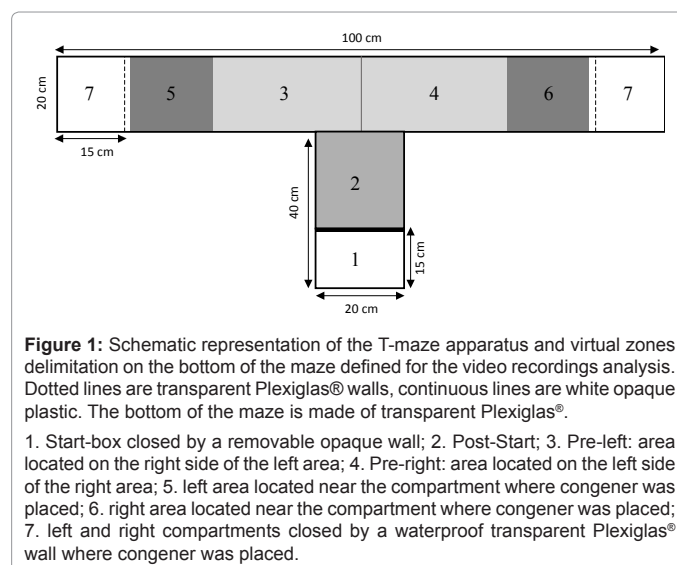 100 cm
20 cm
7
5
3
4
6
7
15 cm
2
40 cm
1
15 cm
20 cm
Figure 1: Schematic representation of the T-maze apparatus and virtual zones
delimitation on the bottom of the maze defined for the video recordings analysis.
Dotted lines are transparent Plexiglas® walls, continuous lines are white opaque
plastic. The bottom of the maze is made of transparent Plexiglas®.
1. Start-box closed by a removable opaque wall; 2. Post-Start; 3. Pre-left: area
located on the right side of the left area; 4. Pre-right: area located on the left side
of the right area; 5. left area located near the compartment where congener was
placed; 6. right area located near the compartment where congener was placed;
7. left and right compartments closed by a waterproof transparent Plexiglas®
wall where congener was placed.